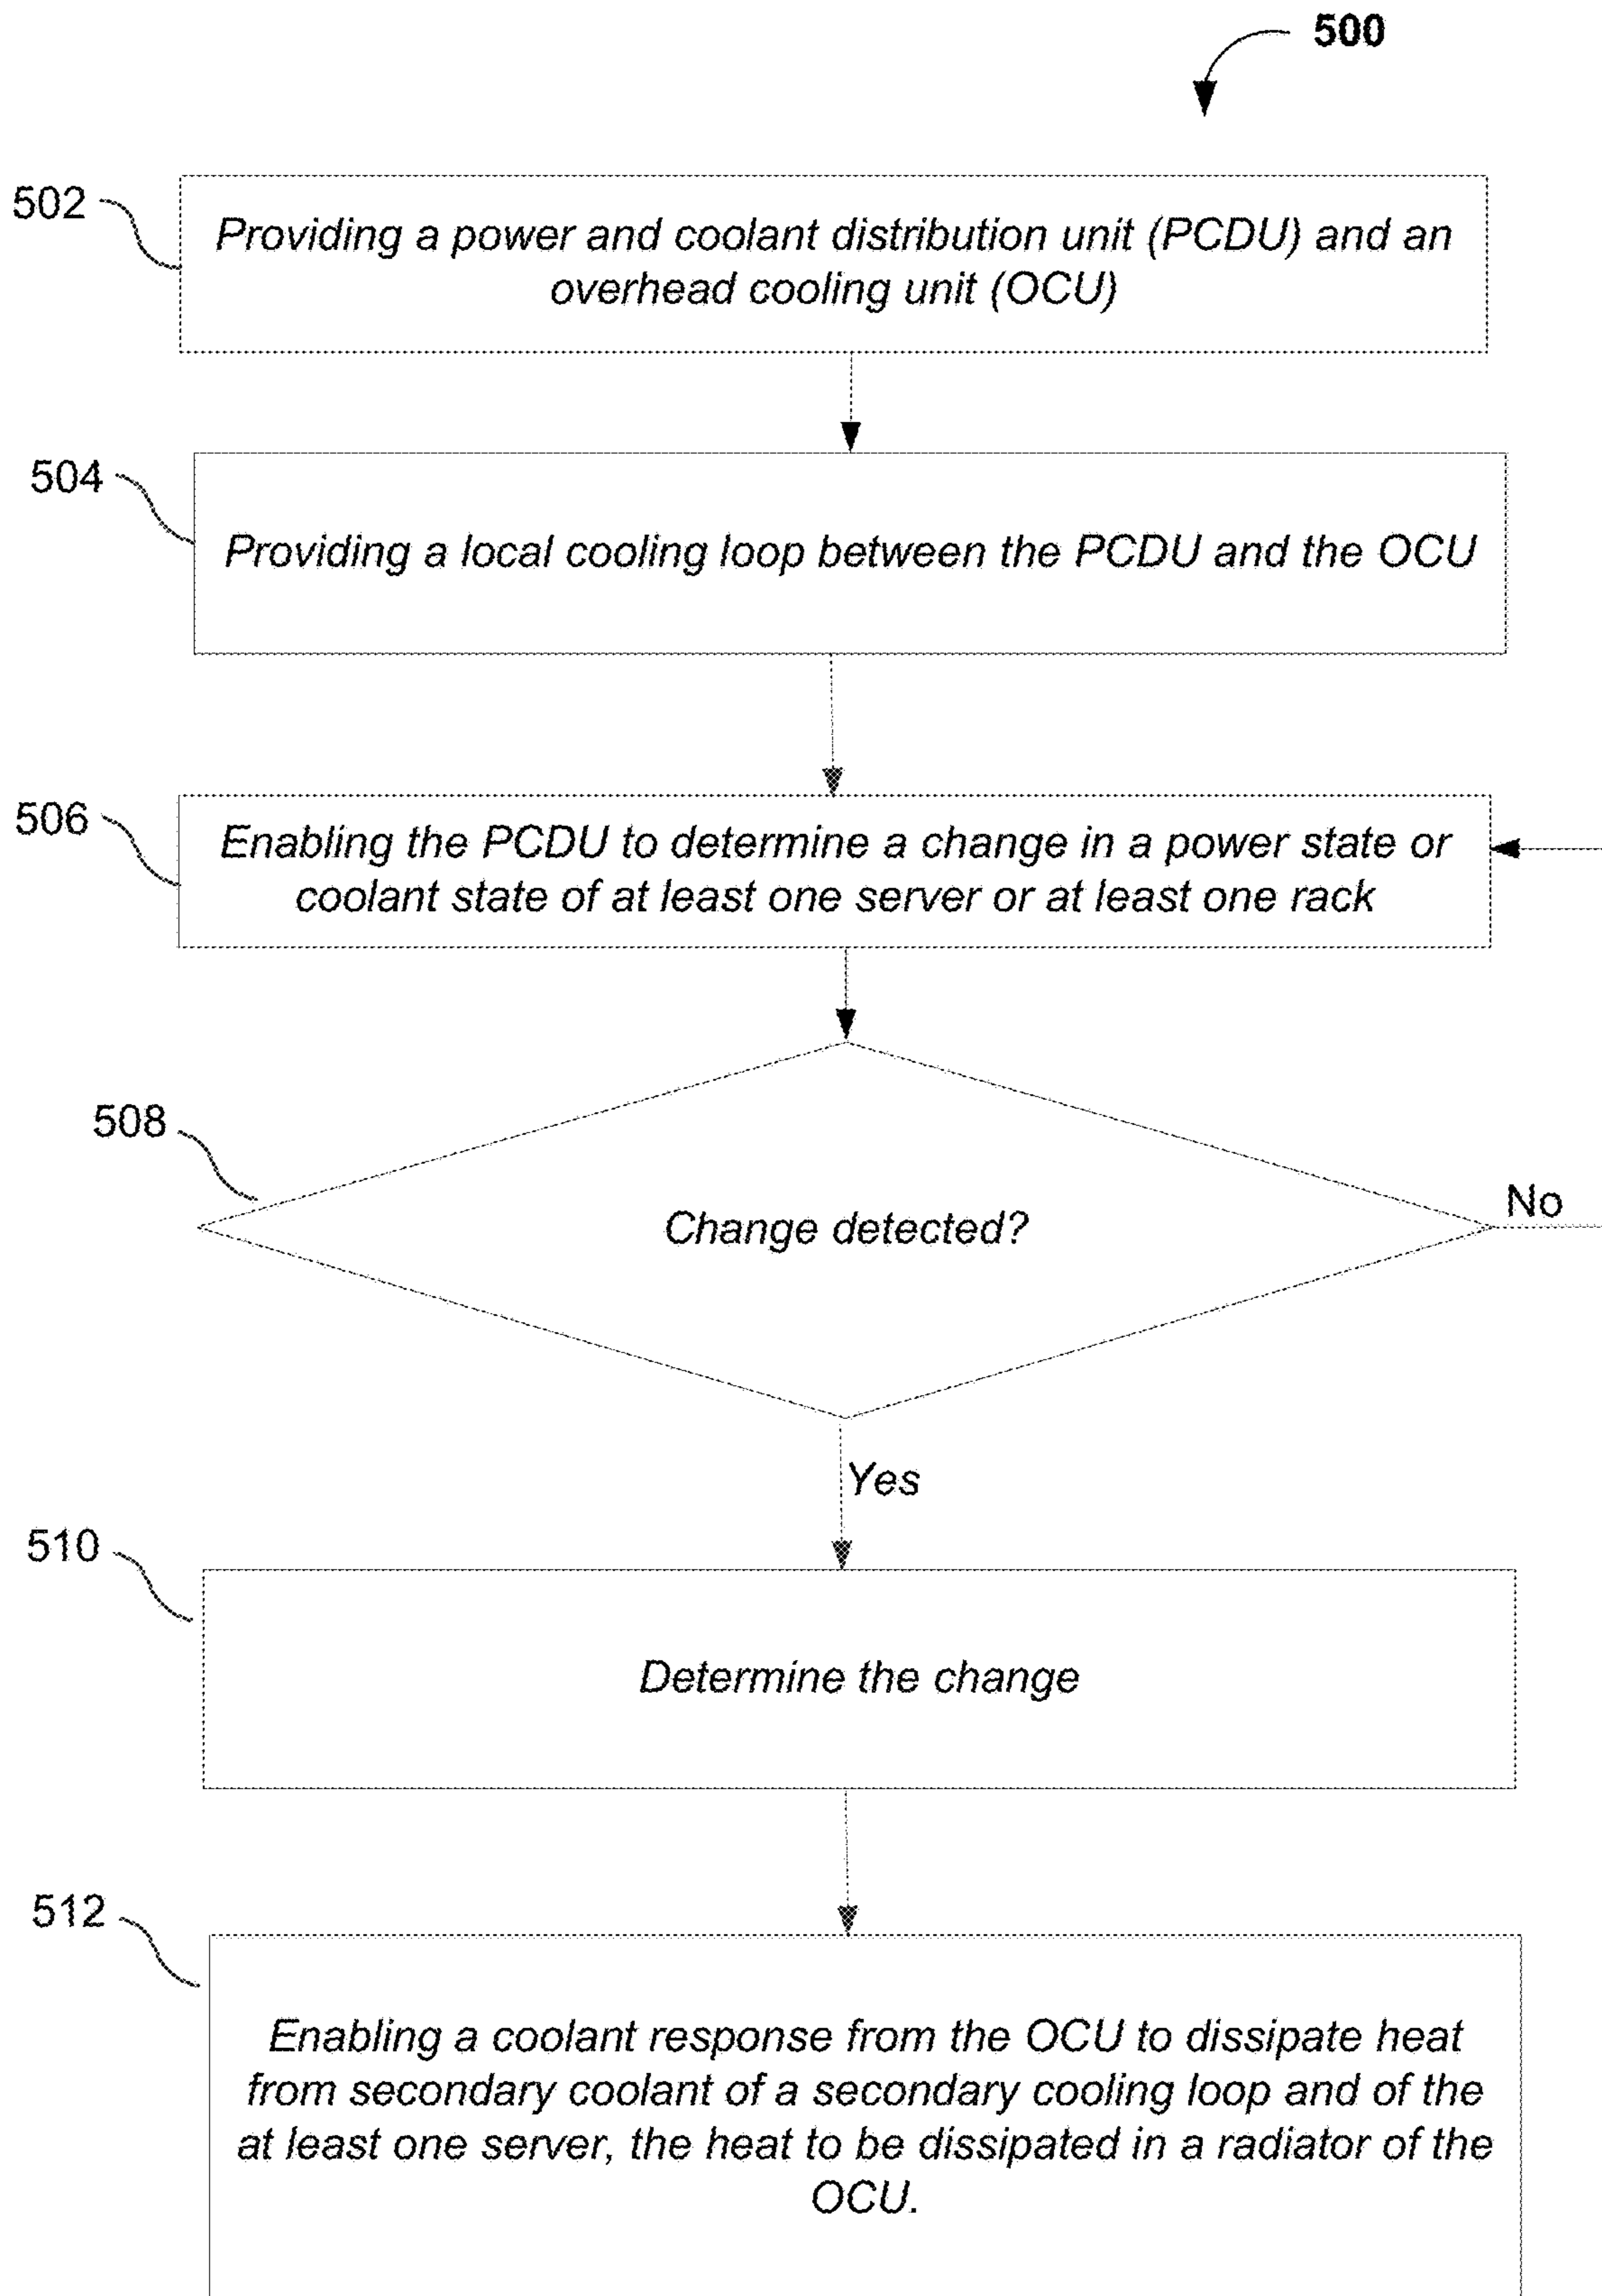 500
502
Providing a power and coolant distribution unit (PCDU) and an
overhead cooling unit (OCU)
504
Providing a local cooling loop between the PCDU and the OCU
506
Enabling the PCDU to determine a change in a power state or
coolant state of at least one server or at least one rack
508
Change detected?
No
Yes
510
Determine the change
512
Enabling a coolant response from the OCU to dissipate heat
from secondary coolant of a secondary cooling loop and of the
at least one server, the heat to be dissipated in a radiator of the
OCU.